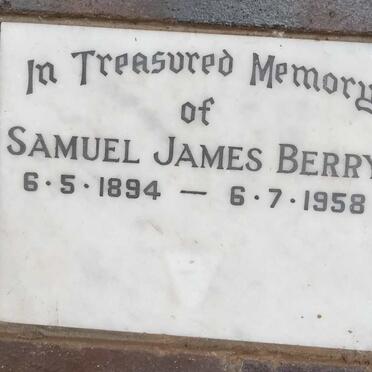 In Treasured Memory
of
SAMUEL JAMES BERRY
6·5·1894 — 6·7·1958